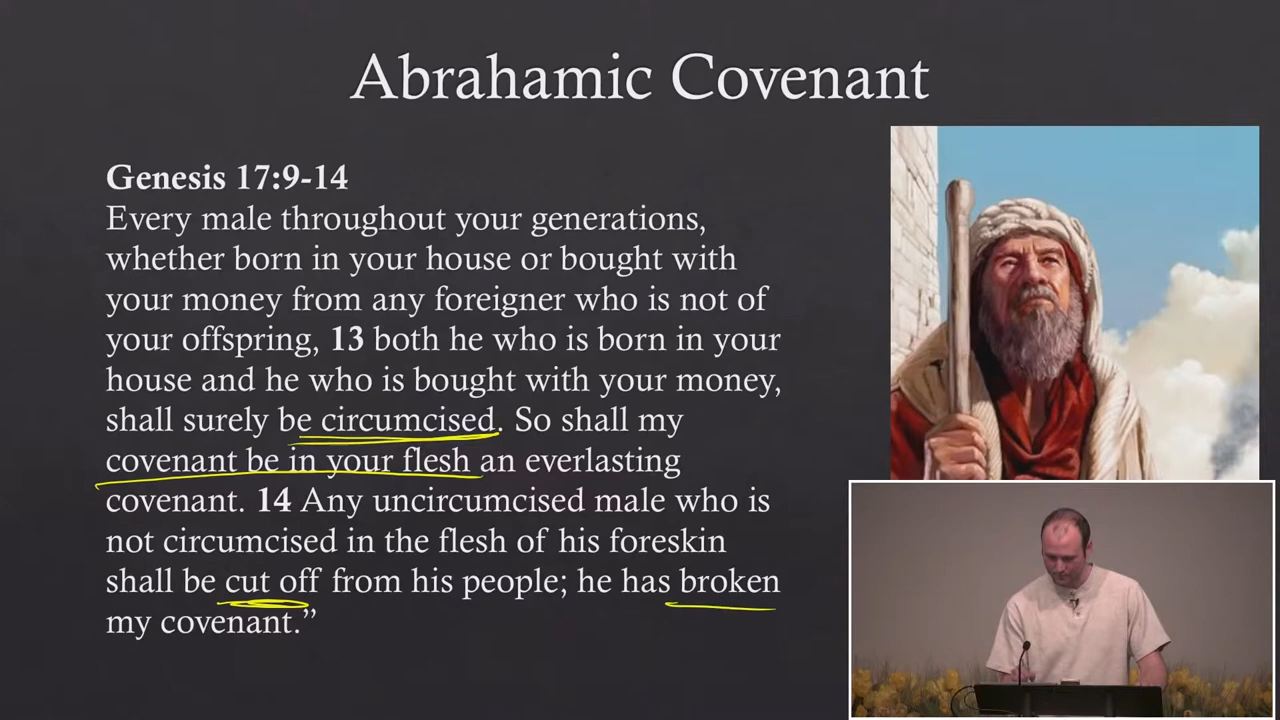 Abrahamic Covenant
Genesis 17:9-14
Every male throughout your generations,
whether born in your house or bought with
your money from any foreigner who is not of
your offspring, 13 both he who is born in your
house and he who is bought with your money,
shall surely be circumcised. So shall my
covenant be in your flesh an everlasting
covenant. 14 Any uncircumcised male who is
not circumcised in the flesh of his foreskin
shall be cut off from his people; he has broken
my covenant.”